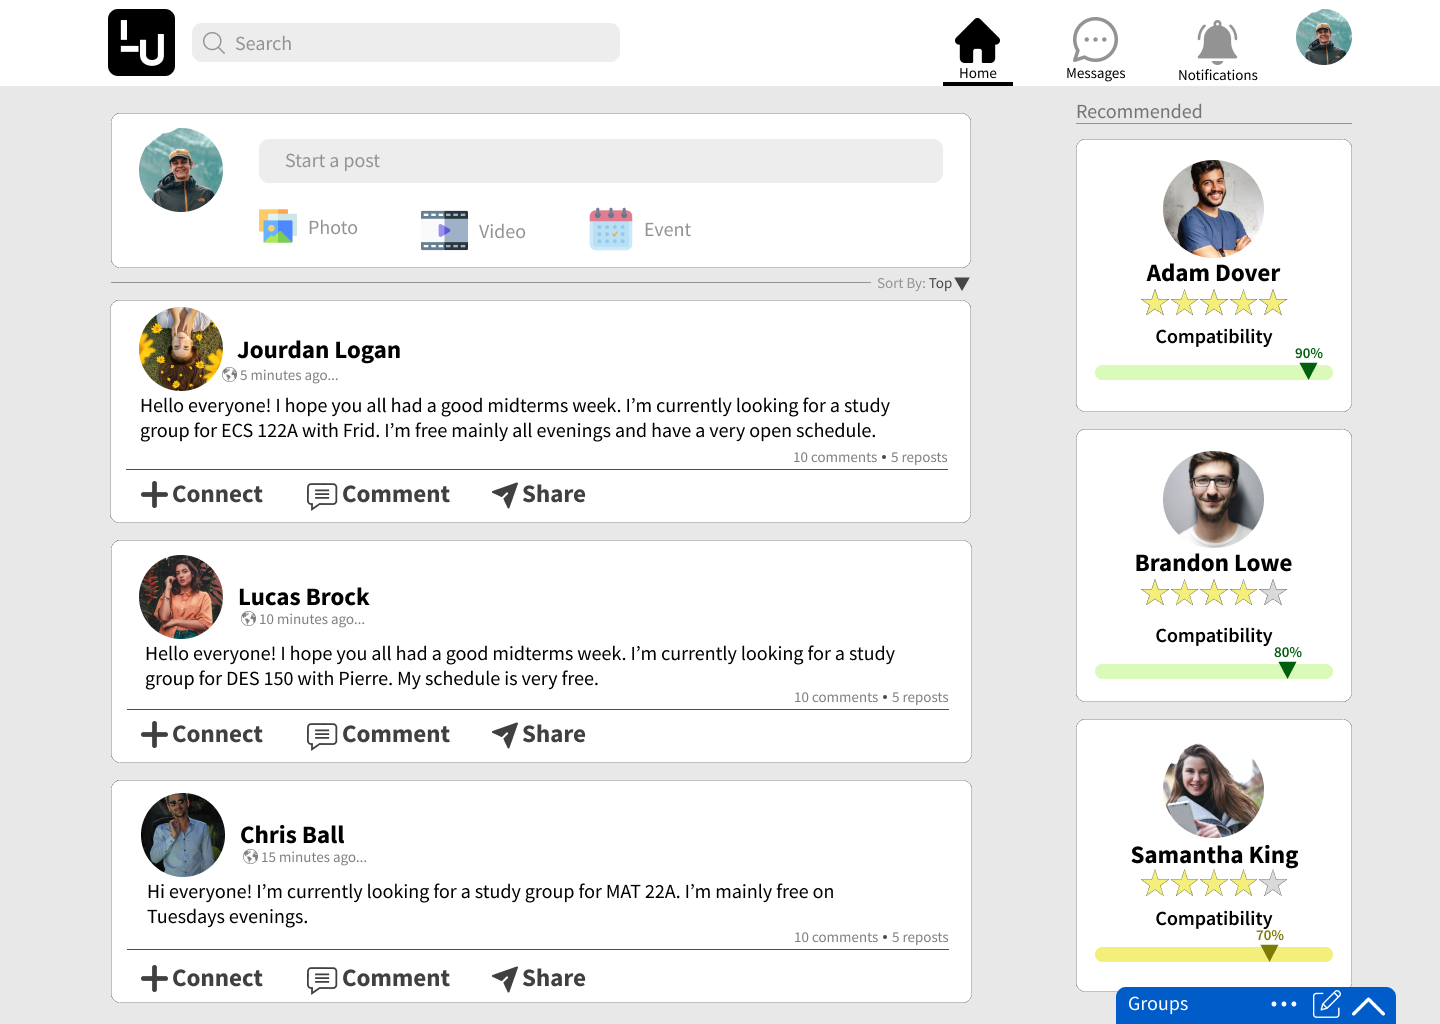 LU
Search
Home
Messages
Notifications
Start a post
Photo
Video
Event
Sort By: Top
Jourdan Logan
5 minutes ago...
Hello everyone! I hope you all had a good midterms week. I’m currently looking for a study
group for ECS 122A with Frid. I’m free mainly all evenings and have a very open schedule.
10 comments • 5 reposts
Connect
Comment
Share
Lucas Brock
10 minutes ago...
Hello everyone! I hope you all had a good midterms week. I’m currently looking for a study
group for DES 150 with Pierre. My schedule is very free.
10 comments • 5 reposts
Connect
Comment
Share
Chris Ball
15 minutes ago...
Hi everyone! I’m currently looking for a study group for MAT 22A. I’m mainly free on
Tuesdays evenings.
10 comments • 5 reposts
Connect
Comment
Share
Recommended
Adam Dover
Compatibility
90%
Brandon Lowe
Compatibility
80%
Samantha King
Compatibility
70%
Groups